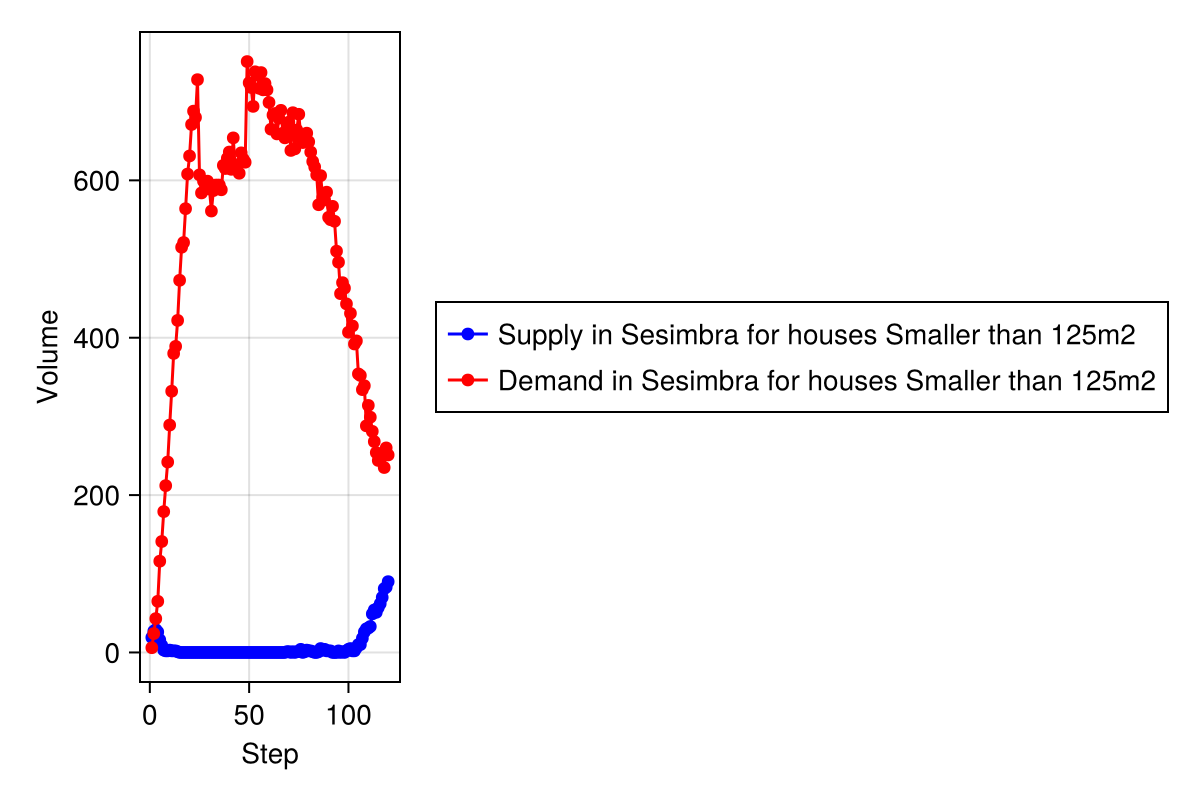 600
400
200
0
Volume
0
50
100
Step
Supply in Sesimbra for houses Smaller than 125m2
Demand in Sesimbra for houses Smaller than 125m2